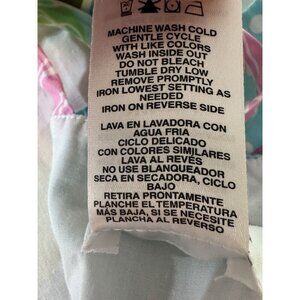 MACHINE WASH COLD
GENTLE CYCLE
WITH LIKE COLORS
WASH INSIDE OUT
DO NOT BLEACH
TUMBLE DRY LOW
REMOVE PROMPTLY
IRON LOWEST SETTING AS
NEEDED
IRON ON REVERSE SIDE
LAVA EN LAVADORA CON
AGUA FRIA
CICLO DELICADO
CON COLORES SIMILARES
LAVA AL REVÉS
NO USE BLANQUEADOR
SECA EN SECADORA, CICLO
BAJO
RETIRA PRONTAMENTE
PLANCHE EL TEMPERATURA
MÁS BAJA, SI SE NECESITE
PLANCHA AL REVERSO